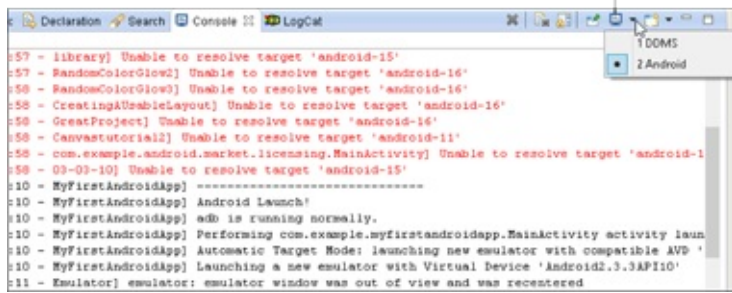 : Declaration Search Console LogCat
1 DDMS
2 Android
:57 - library] Unable to resolve target 'android-15'
:57 - RandomColorGlow2] Unable to resolve target 'android-16'
:58 - RandomColorGlow3] Unable to resolve target 'android-16'
:58 - CreatingAUsableLayout] Unable to resolve target 'android-16'
:58 - GreatProject] Unable to resolve target 'android-16'
:58 - Canvastutorial2] Unable to resolve target 'android-11'
:58 - com.example.android.market.licensing.MainActivity] Unable to resolve target 'android-1
:58 - 03-03-10] Unable to resolve target 'android-15'
:10 - MyFirstAndroidApp] ------------------------------
:10 - MyFirstAndroidApp] Android Launch!
:10 - MyFirstAndroidApp] adb is running normally.
:10 - MyFirstAndroidApp] Performing com.example.myfirstandroidapp.MainActivity activity laun
:10 - MyFirstAndroidApp] Automatic Target Mode: launching new emulator with compatible AVD '
:10 - MyFirstAndroidApp] Launching a new emulator with Virtual Device 'Android2.3.3API10'
:11 - Emulator] emulator: emulator window was out of view and was recentered